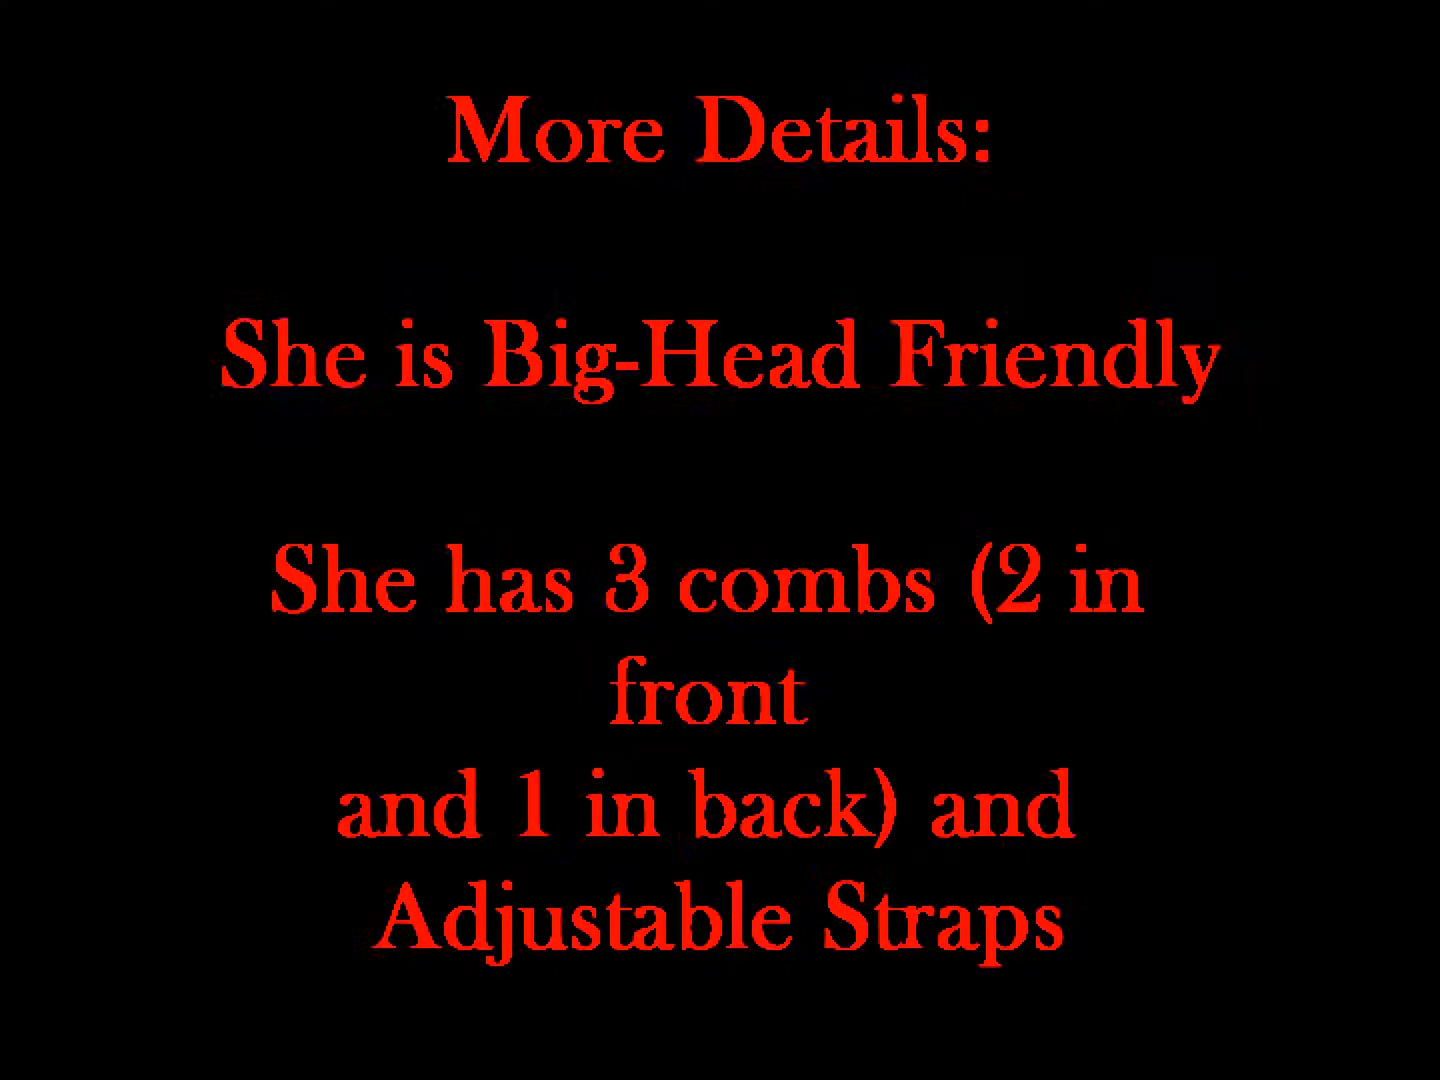 More Details:
She is Big-Head Friendly
She has 3 combs (2 in
front
and 1 in back) and
Adjustable Straps